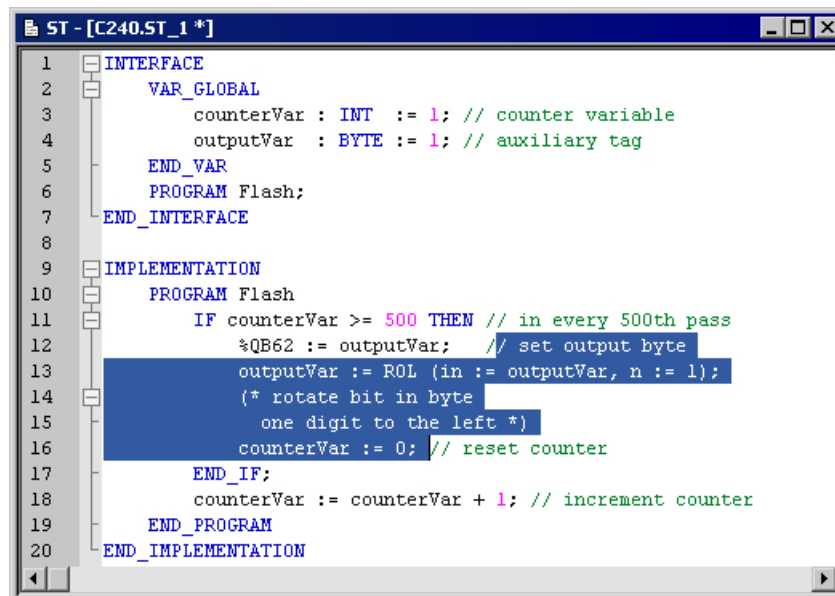 ST - [C240.ST_1 *]
1 INTERFACE
2 VAR_GLOBAL
3 counterVar : INT := 1; // counter variable
4 outputVar : BYTE := 1; // auxiliary tag
5 END_VAR
6 PROGRAM Flash;
7 END_INTERFACE
8
9 IMPLEMENTATION
10 PROGRAM Flash
11 IF counterVar >= 500 THEN // in every 500th pass
12 %QB62 := outputVar; // set output byte
13 outputVar := ROL (in := outputVar, n := 1);
14 (* rotate bit in byte
15 one digit to the left *)
16 counterVar := 0; // reset counter
17 END_IF;
18 counterVar := counterVar + 1; // increment counter
19 END_PROGRAM
20 END_IMPLEMENTATION